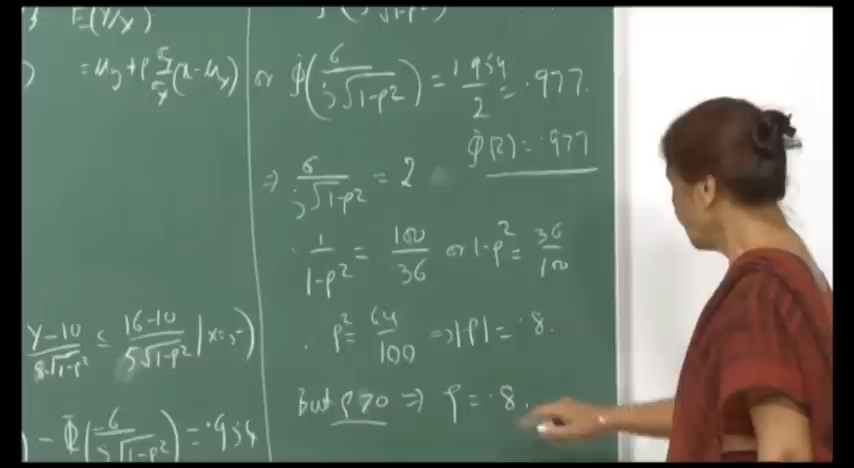 E(Y/x)
= μy + ρ σy/σx (x − μx)
Y−10/8√1−ρ² ≤ 16−10/5√1−ρ² | X=5)
) − Φ(−6/5√1−ρ²) = .954
or Φ(6/5√1−ρ²) = 1.954/2 = .977.
Φ(2) = .977
⇒ 6/5√1−ρ² = 2
∴ 1/1−ρ² = 100/36 or 1−ρ² = 36/100
∴ ρ² = 64/100 ⇒ |ρ| = .8.
But ρ>0 ⇒ ρ = .8.